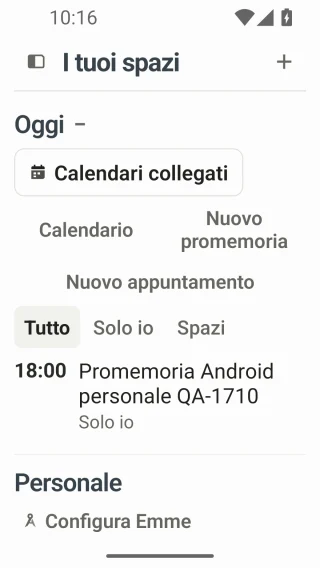 10:16
I tuoi spazi
Oggi –
Calendari collegati
Calendario
Nuovo
promemoria
Nuovo appuntamento
Tutto Solo io Spazi
18:00 Promemoria Android
personale QA-1710
Solo io
Personale
Configura Emme